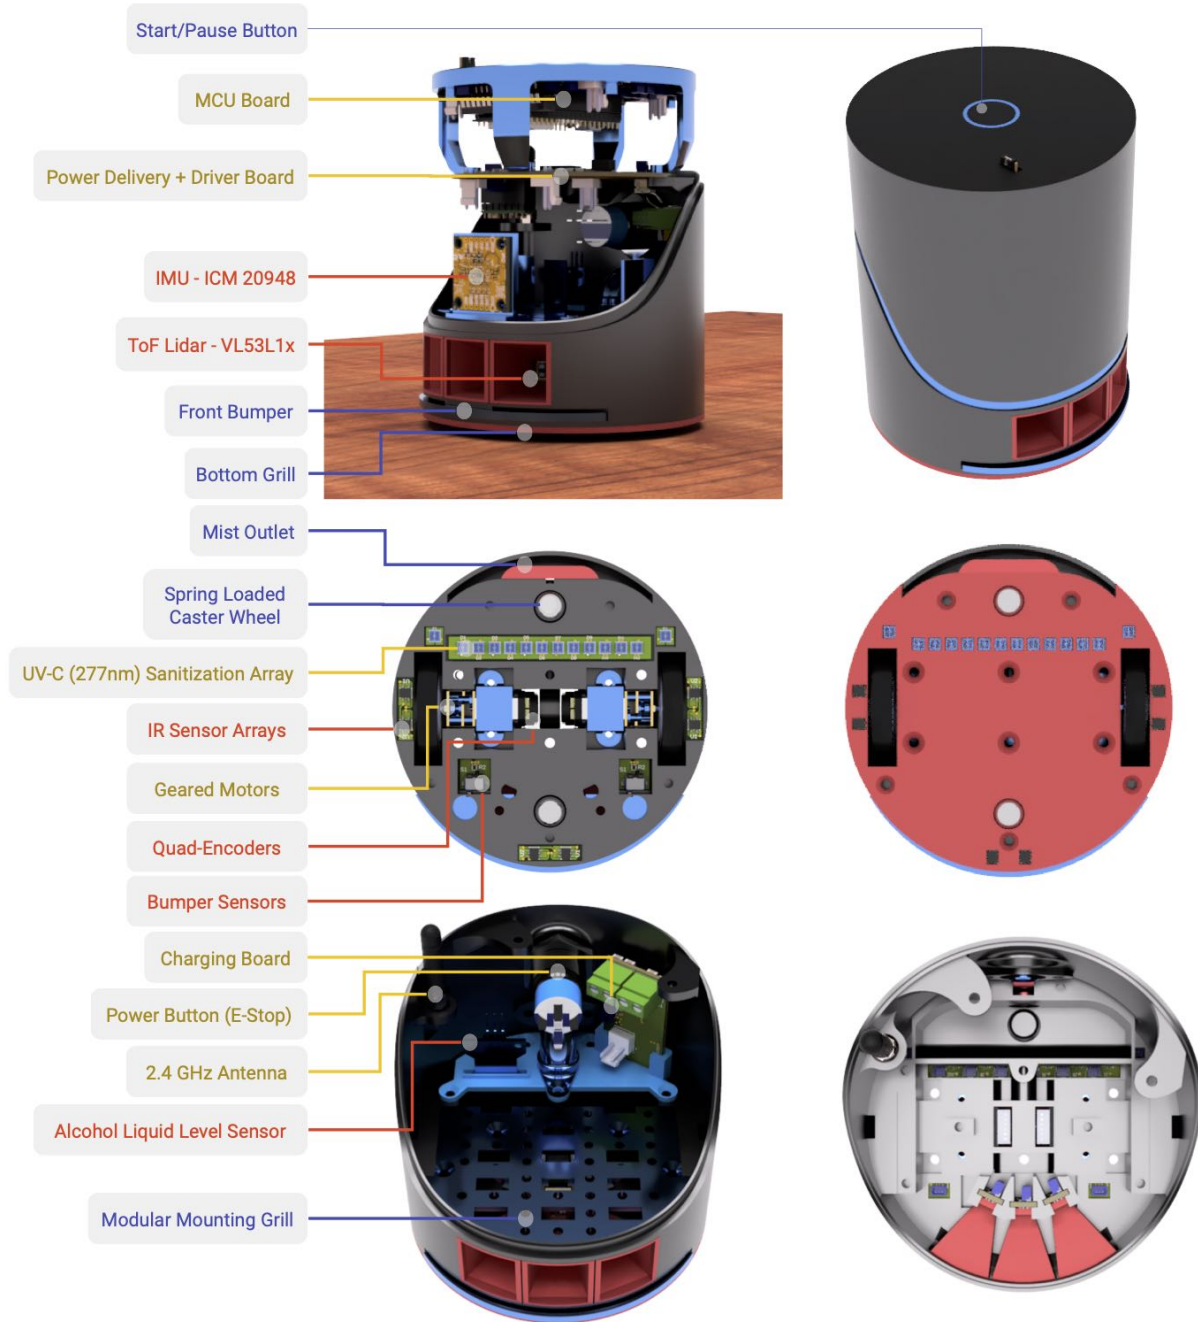 Start/Pause Button
MCU Board
Power Delivery + Driver Board
IMU - ICM 20948
ToF Lidar - VL53L1x
Front Bumper
Bottom Grill
Mist Outlet
Spring Loaded
Caster Wheel
UV-C (277nm) Sanitization Array
IR Sensor Arrays
Geared Motors
Quad-Encoders
Bumper Sensors
Charging Board
Power Button (E-Stop)
2.4 GHz Antenna
Alcohol Liquid Level Sensor
Modular Mounting Grill